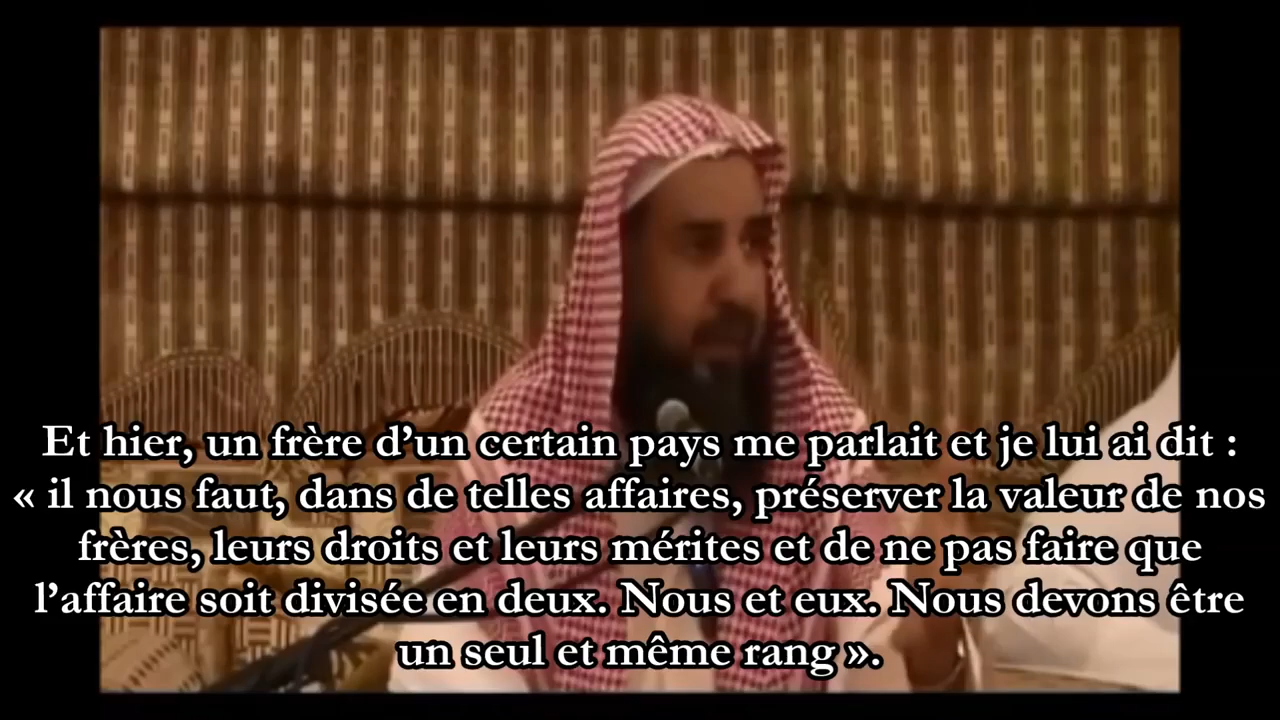 Et hier, un frère d’un certain pays me parlait et je lui ai dit :
« il nous faut, dans de telles affaires, préserver la valeur de nos
frères, leurs droits et leurs mérites et de ne pas faire que
l’affaire soit divisée en deux. Nous et eux. Nous devons être
un seul et même rang ».